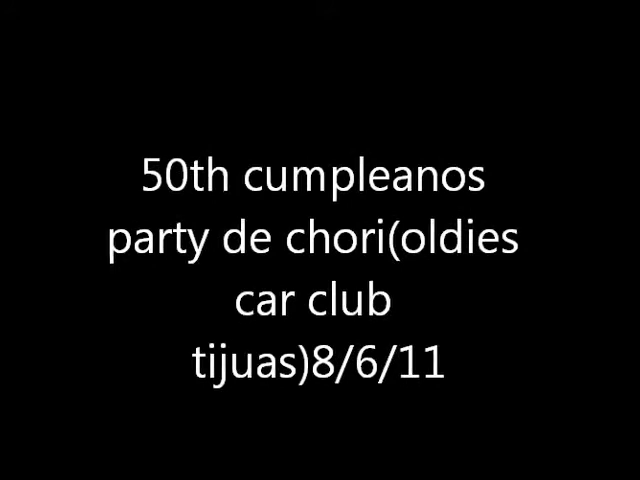 50th cumpleanos
party de chori(oldies
car club
tijuas)8/6/11